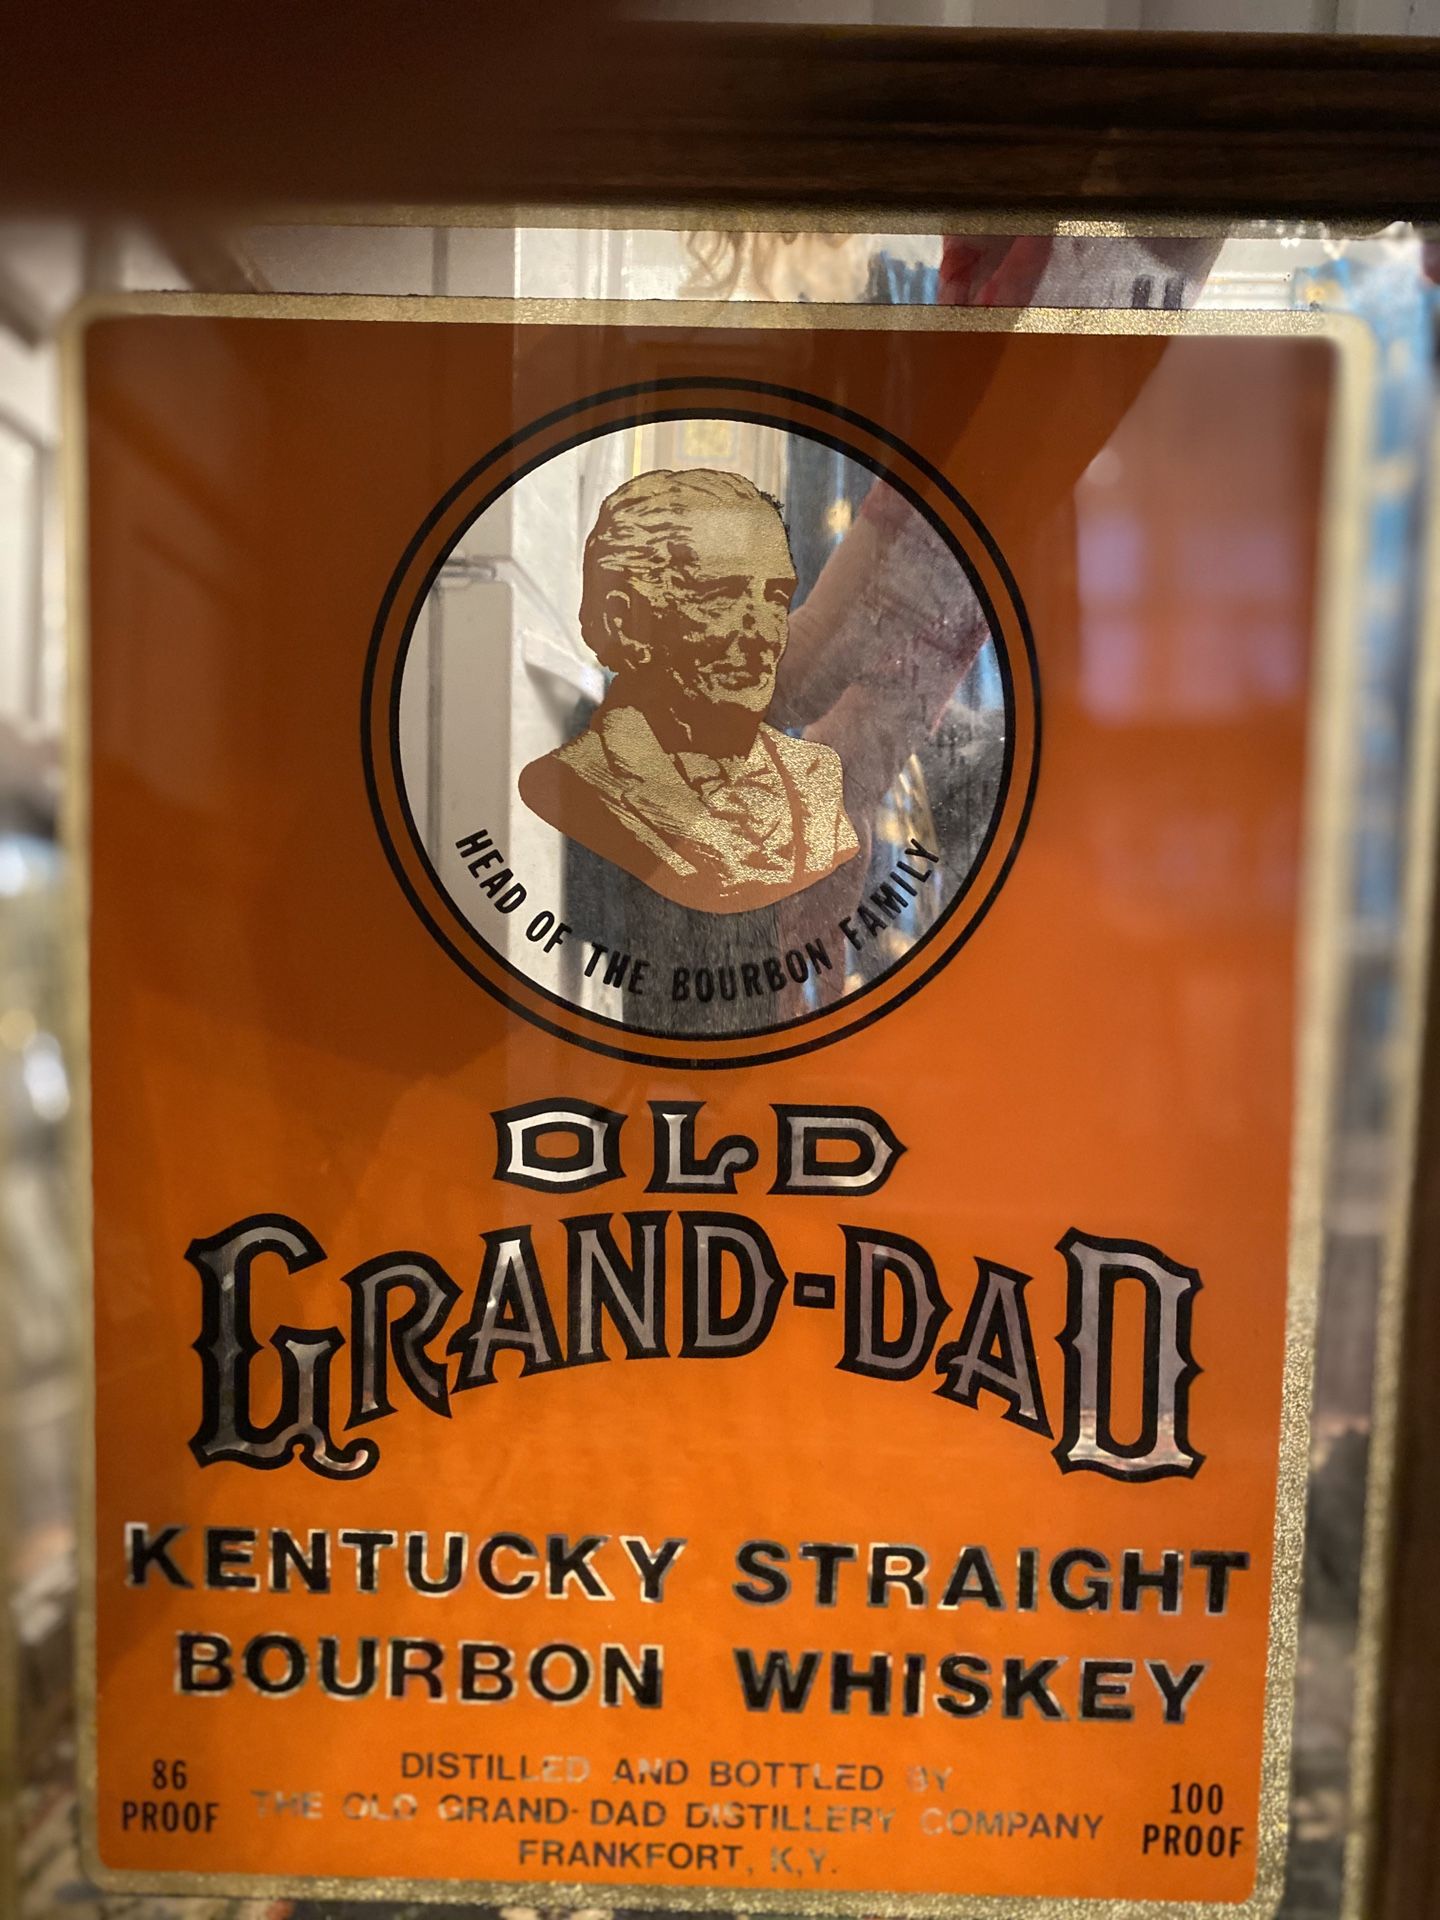 HEAD OF THE BOURBON FAMILY
OLD
GRAND-DAD
KENTUCKY STRAIGHT
BOURBON WHISKEY
86
PROOF
DISTILLED AND BOTTLED BY
THE OLD GRAND-DAD DISTILLERY COMPANY
FRANKFORT, K,Y.
100
PROOF